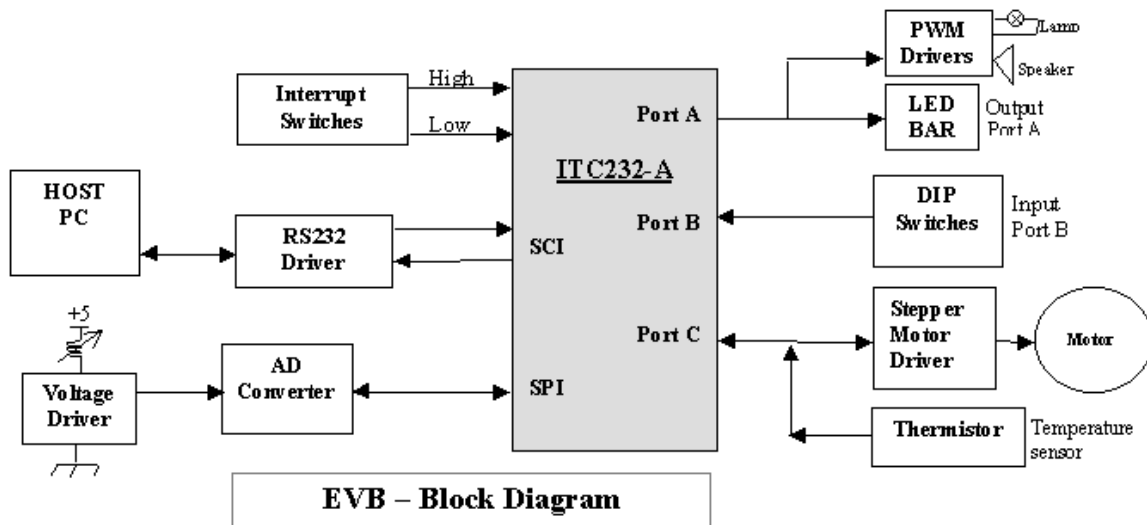 PWM
Drivers
Lamp
Speaker
High
Interrupt
Switches
Low
Port A
LED
BAR
Output
Port A
ITC232-A
HOST
PC
DIP
Switches
Input
Port B
Port B
RS232
Driver
SCI
+5
Stepper
Motor
Driver
Motor
Port C
AD
Converter
SPI
Voltage
Driver
Thermistor
Temperature
sensor
EVB – Block Diagram